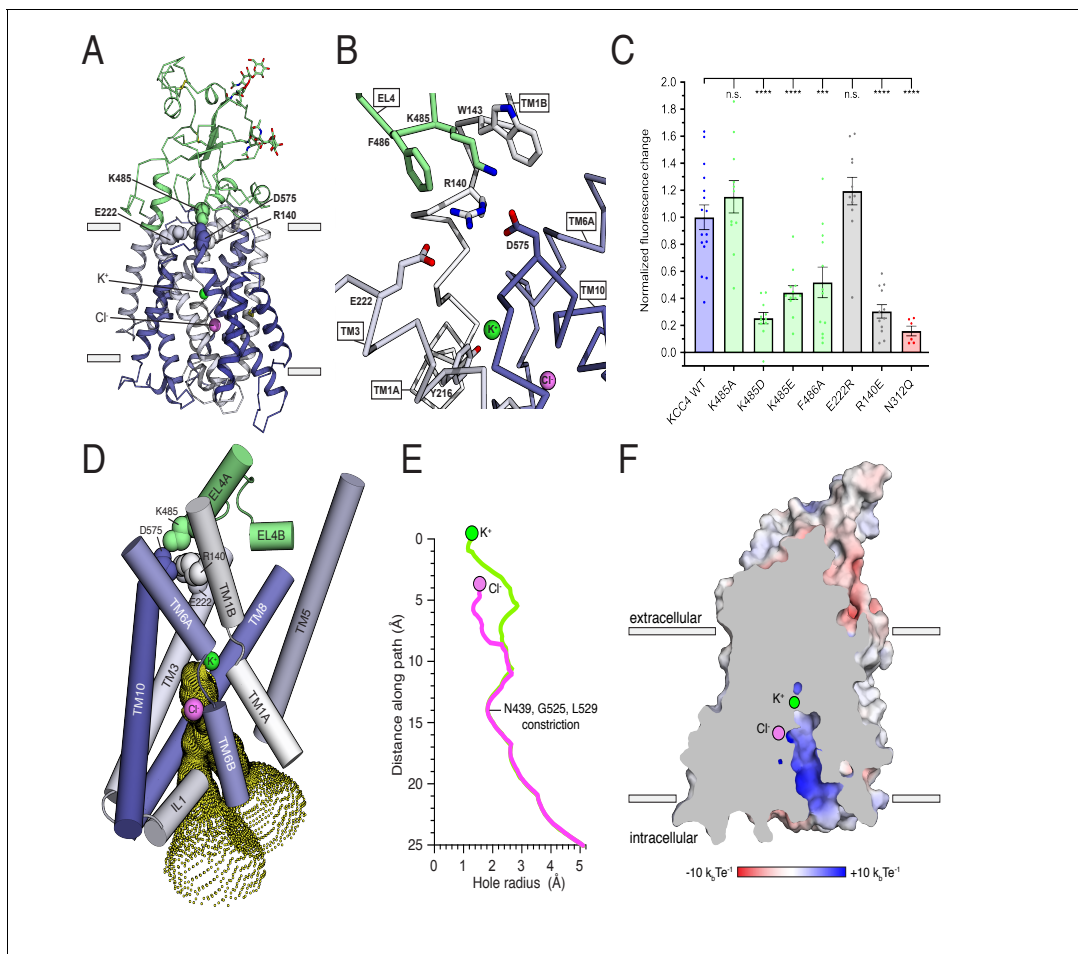 A
K485
E222
K⁺
Cl⁻
D575
R140
B
EL4
K485
W143
TM1B
F486
R140
TM6A
D575
E222
TM10
TM3
K⁺
TM1A
Y216
Cl⁻
C
n.s. **** **** *** n.s. **** ****
Normalized fluorescence change
2.0
1.8
1.6
1.4
1.2
1.0
0.8
0.6
0.4
0.2
0.0
KCC4 WT K485A K485D K485E F486A E222R R140E N312Q
D
EL4A
K485
D575
EL4B
R140
E222
TM6A
TM1B
TM8
TM5
K⁺
TM3
TM1A
TM10
Cl⁻
TM6B
IL1
E
K⁺
Cl⁻
Distance along path (Å)
0
5
10
15
20
25
N439, G525, L529
constriction
0 1 2 3 4 5
Hole radius (Å)
F
extracellular
K⁺
Cl⁻
intracellular
-10 kbTe⁻¹ +10 kbTe⁻¹